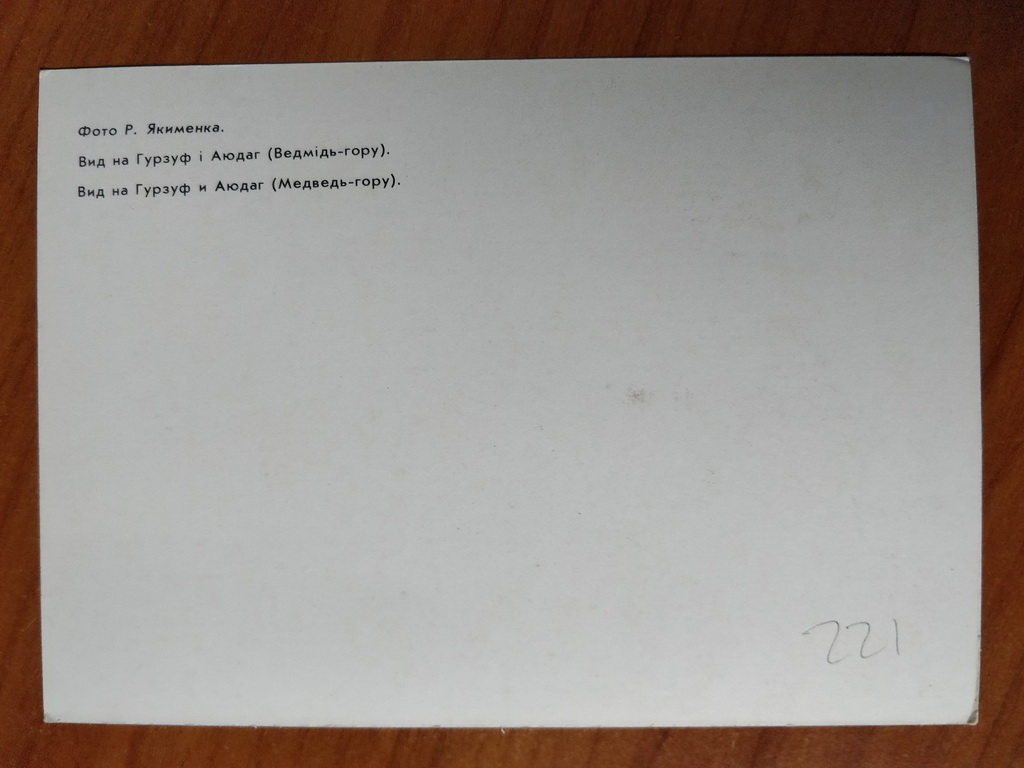 Фото Р. Якименка.
Вид на Гурзуф і Аюдаг (Ведмідь-гору).
Вид на Гурзуф и Аюдаг (Медведь-гору).
221